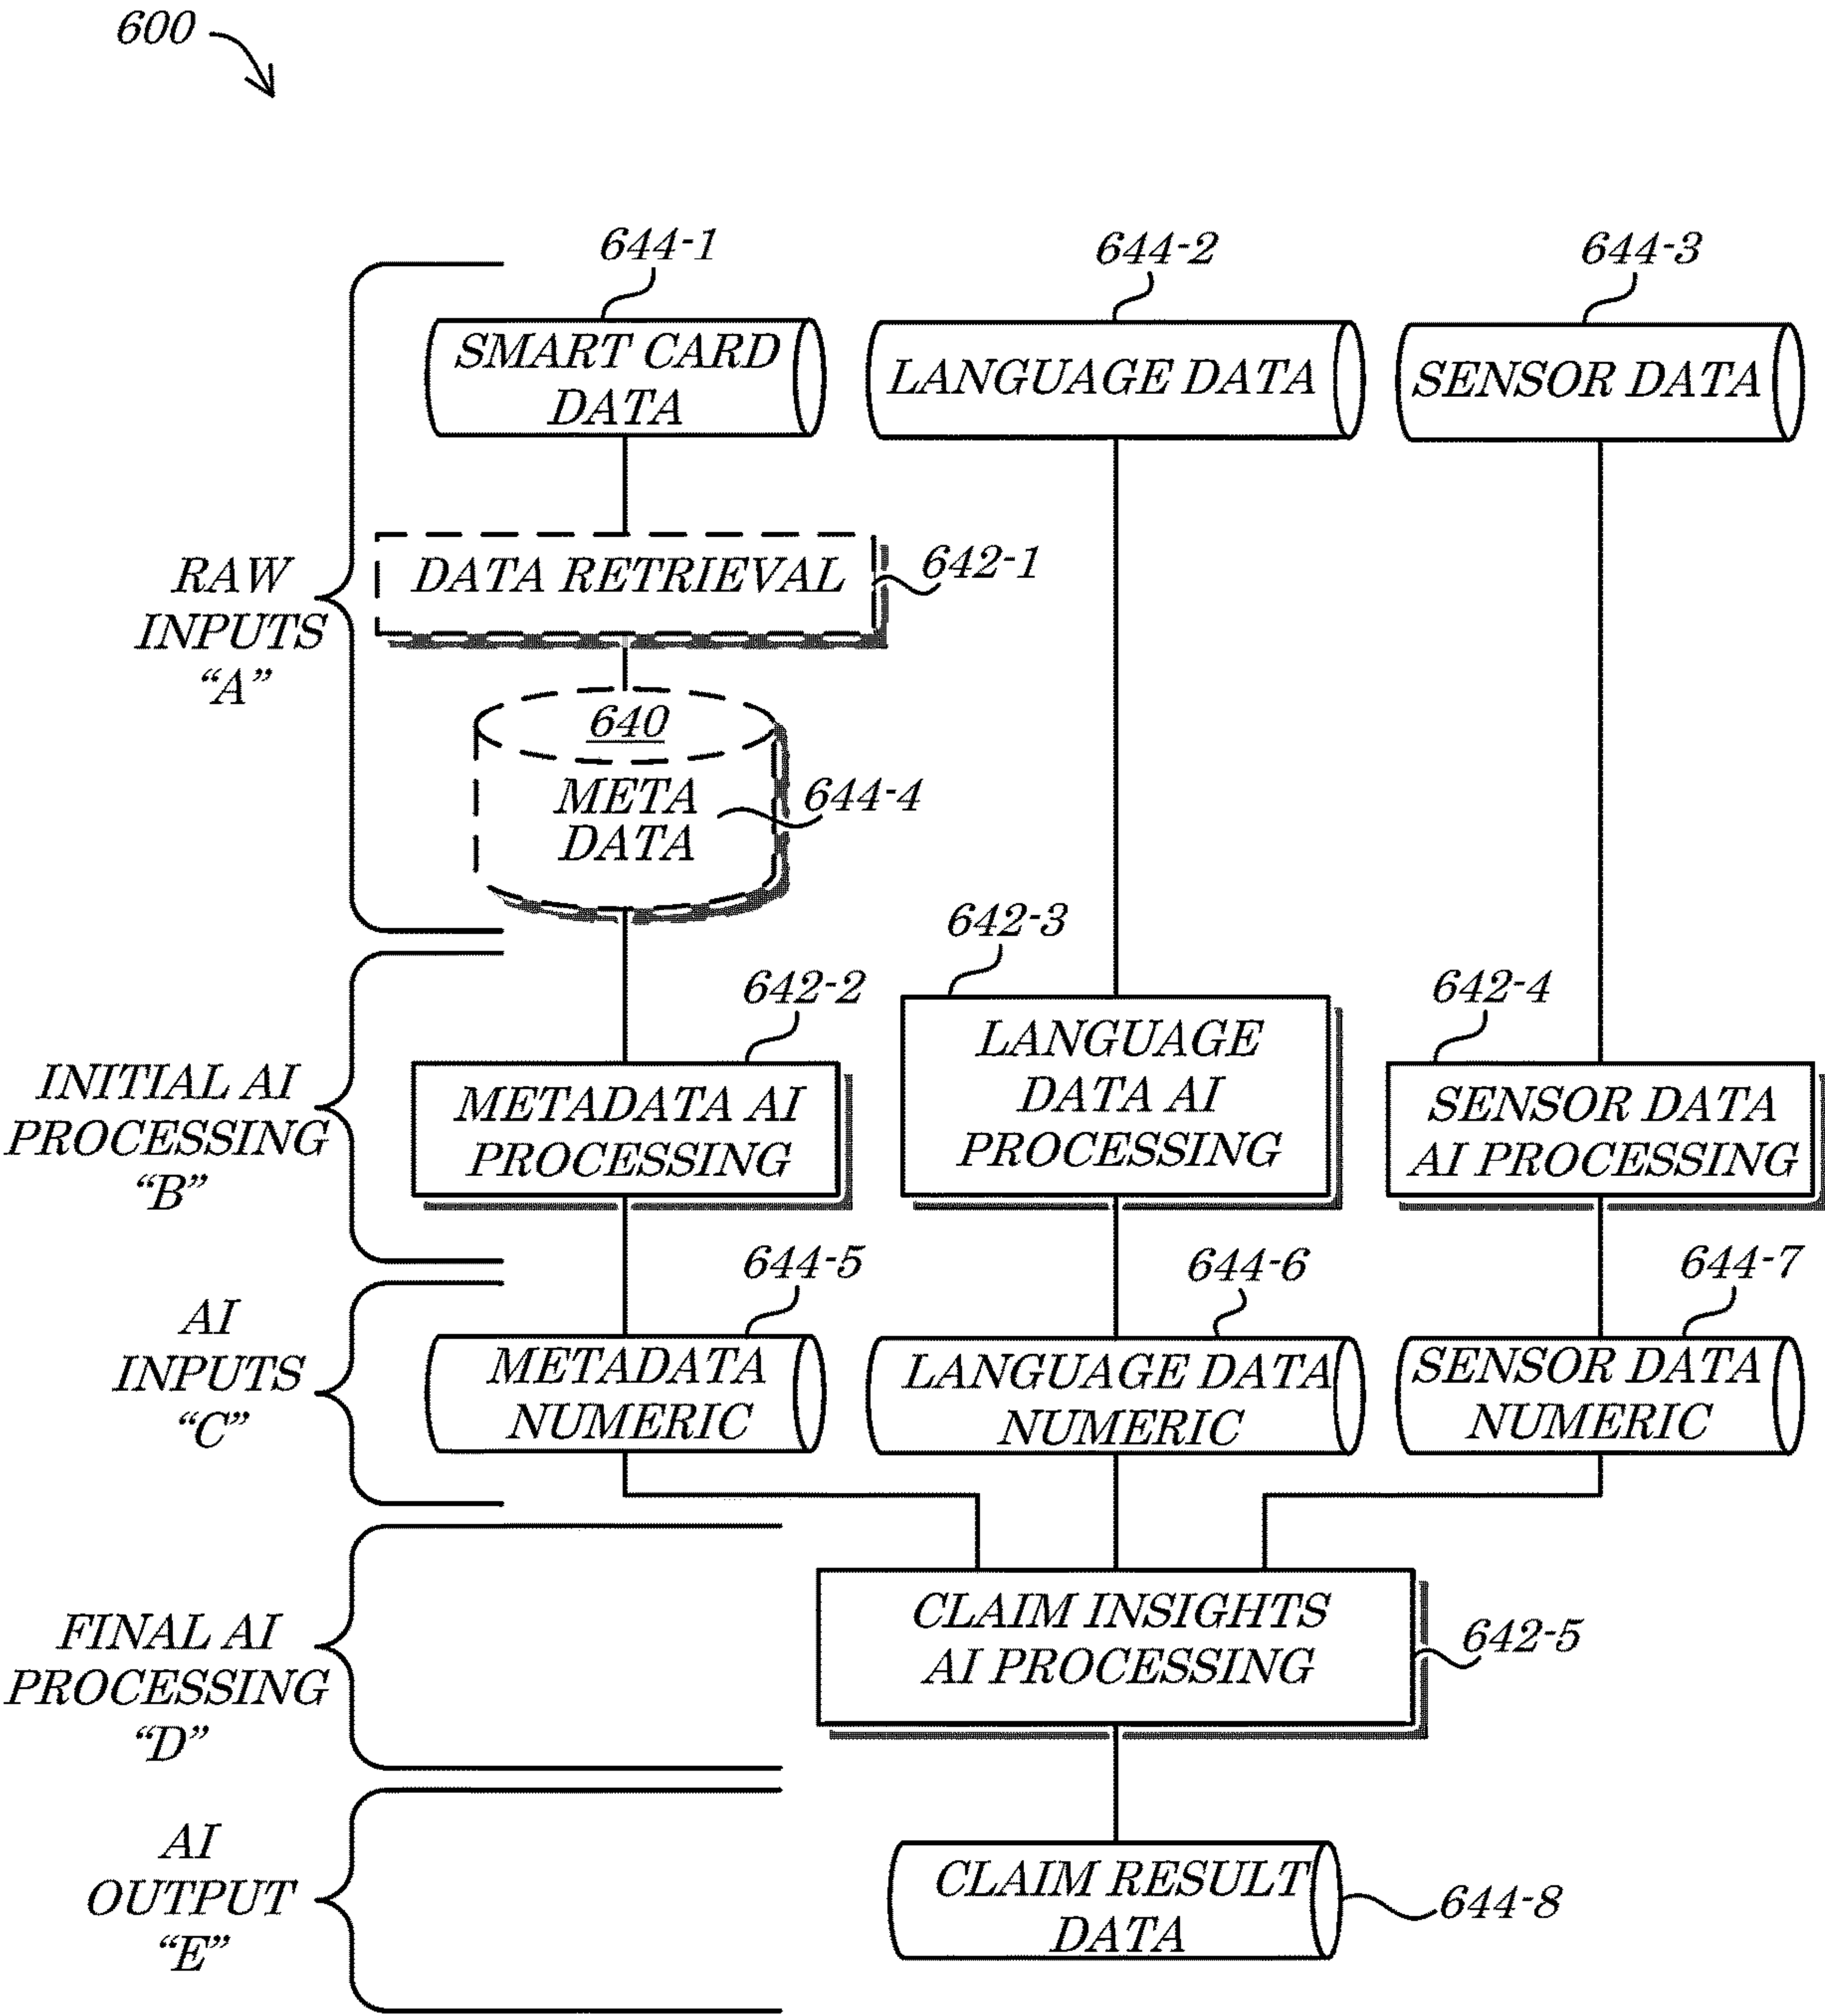 600
644-1
644-2
644-3
SMART CARD
DATA
LANGUAGE DATA
SENSOR DATA
RAW
INPUTS
“A”
DATA RETRIEVAL
642-1
640
META
DATA
644-4
INITIAL AI
PROCESSING
“B”
642-2
642-3
642-4
METADATA AI
PROCESSING
LANGUAGE
DATA AI
PROCESSING
SENSOR DATA
AI PROCESSING
AI
INPUTS
“C”
644-5
644-6
644-7
METADATA
NUMERIC
LANGUAGE DATA
NUMERIC
SENSOR DATA
NUMERIC
FINAL AI
PROCESSING
“D”
CLAIM INSIGHTS
AI PROCESSING
642-5
AI
OUTPUT
“E”
CLAIM RESULT
DATA
644-8